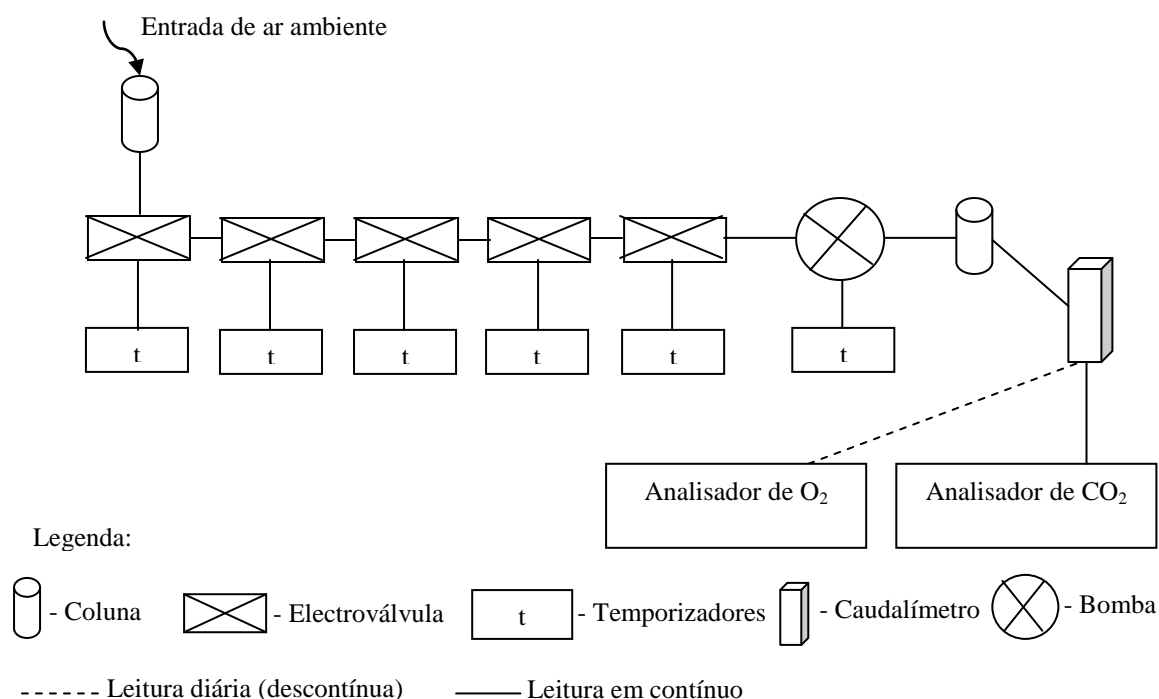 Entrada de ar ambiente
t
t
t
t
t
t
Analisador de O₂
Analisador de CO₂
Legenda:
- Coluna
- Electroválvula
t
- Temporizadores
- Caudalímetro
- Bomba
Leitura diária (descontínua)
Leitura em contínuo